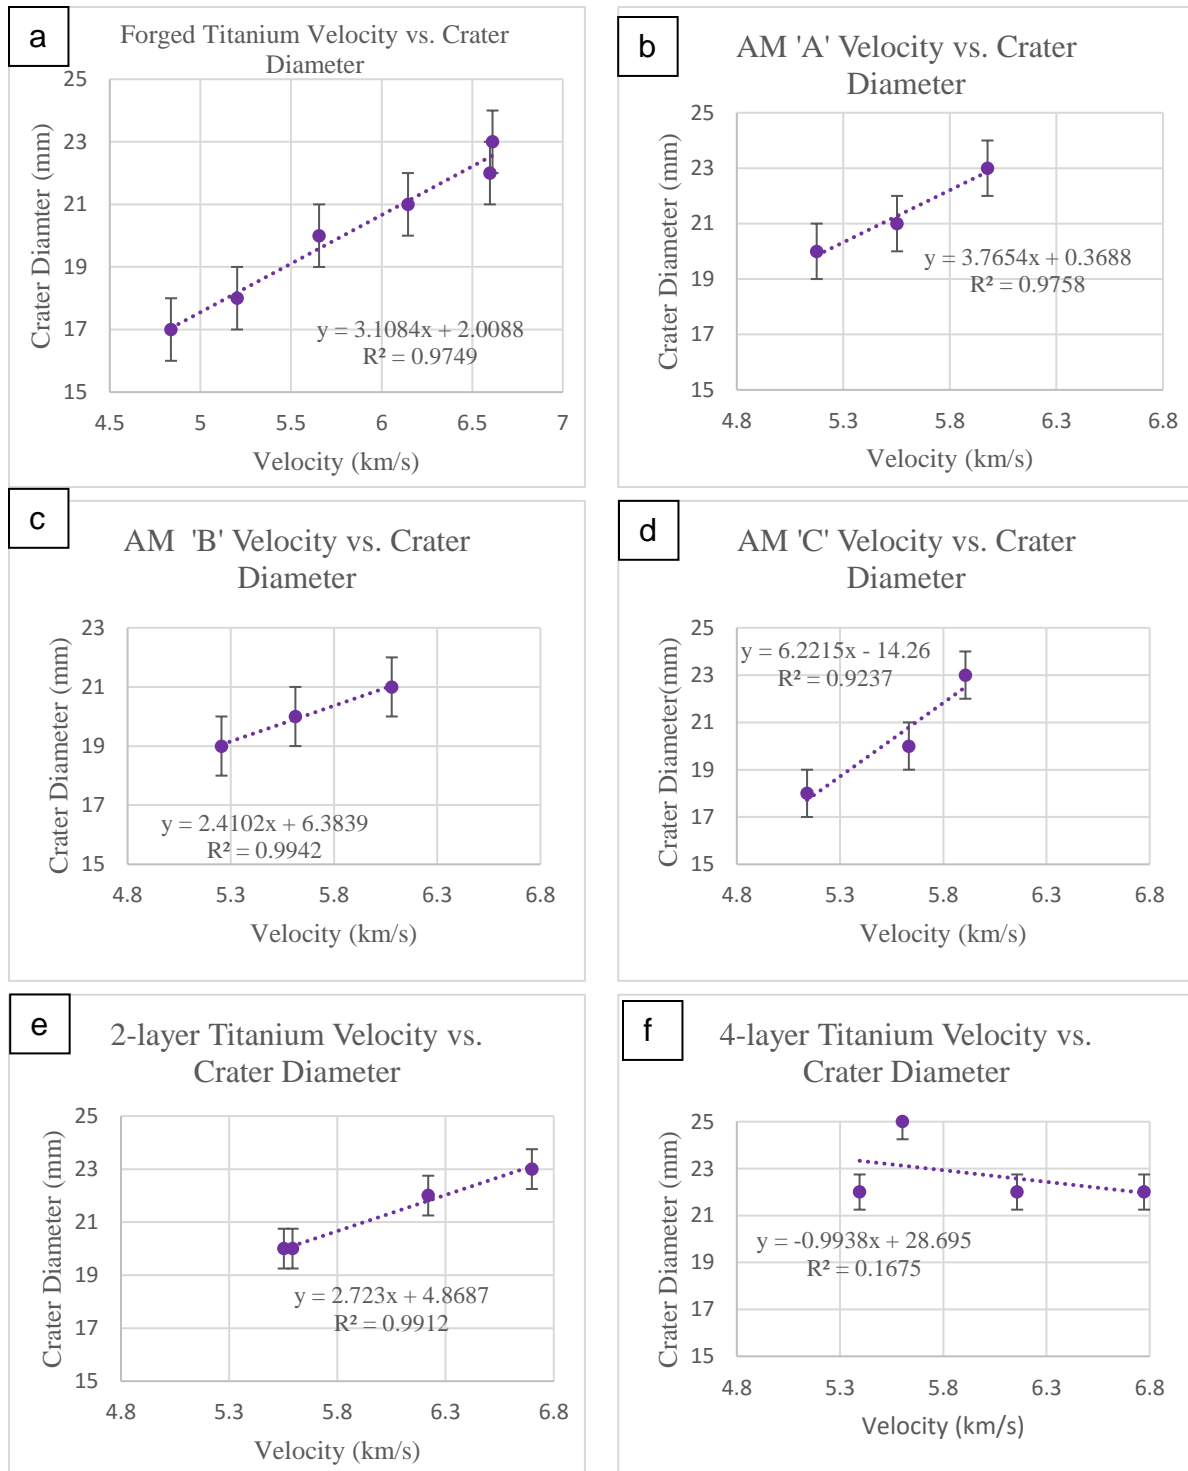 a
Forged Titanium Velocity vs. Crater
Diameter
25
23
21
19
17
15
Crater Diamter (mm)
y = 3.1084x + 2.0088
R² = 0.9749
4.5 5 5.5 6 6.5 7
Velocity (km/s)
b
AM 'A' Velocity vs. Crater
Diameter
25
23
21
19
17
15
Crater Diameter (mm)
y = 3.7654x + 0.3688
R² = 0.9758
4.8 5.3 5.8 6.3 6.8
Velocity (km/s)
c
AM 'B' Velocity vs. Crater
Diameter
23
21
19
17
15
Crater Diameter (mm)
y = 2.4102x + 6.3839
R² = 0.9942
4.8 5.3 5.8 6.3 6.8
Velocity (km/s)
d
AM 'C' Velocity vs. Crater
Diameter
25
23
21
19
17
15
Crater Diameter(mm)
y = 6.2215x - 14.26
R² = 0.9237
4.8 5.3 5.8 6.3 6.8
Velocity (km/s)
e
2-layer Titanium Velocity vs.
Crater Diameter
25
23
21
19
17
15
Crater Diameter (mm)
y = 2.723x + 4.8687
R² = 0.9912
4.8 5.3 5.8 6.3 6.8
Velocity (km/s)
f
4-layer Titanium Velocity vs.
Crater Diameter
25
23
21
19
17
15
Crater Diameter (mm)
y = -0.9938x + 28.695
R² = 0.1675
4.8 5.3 5.8 6.3 6.8
Velocity (km/s)